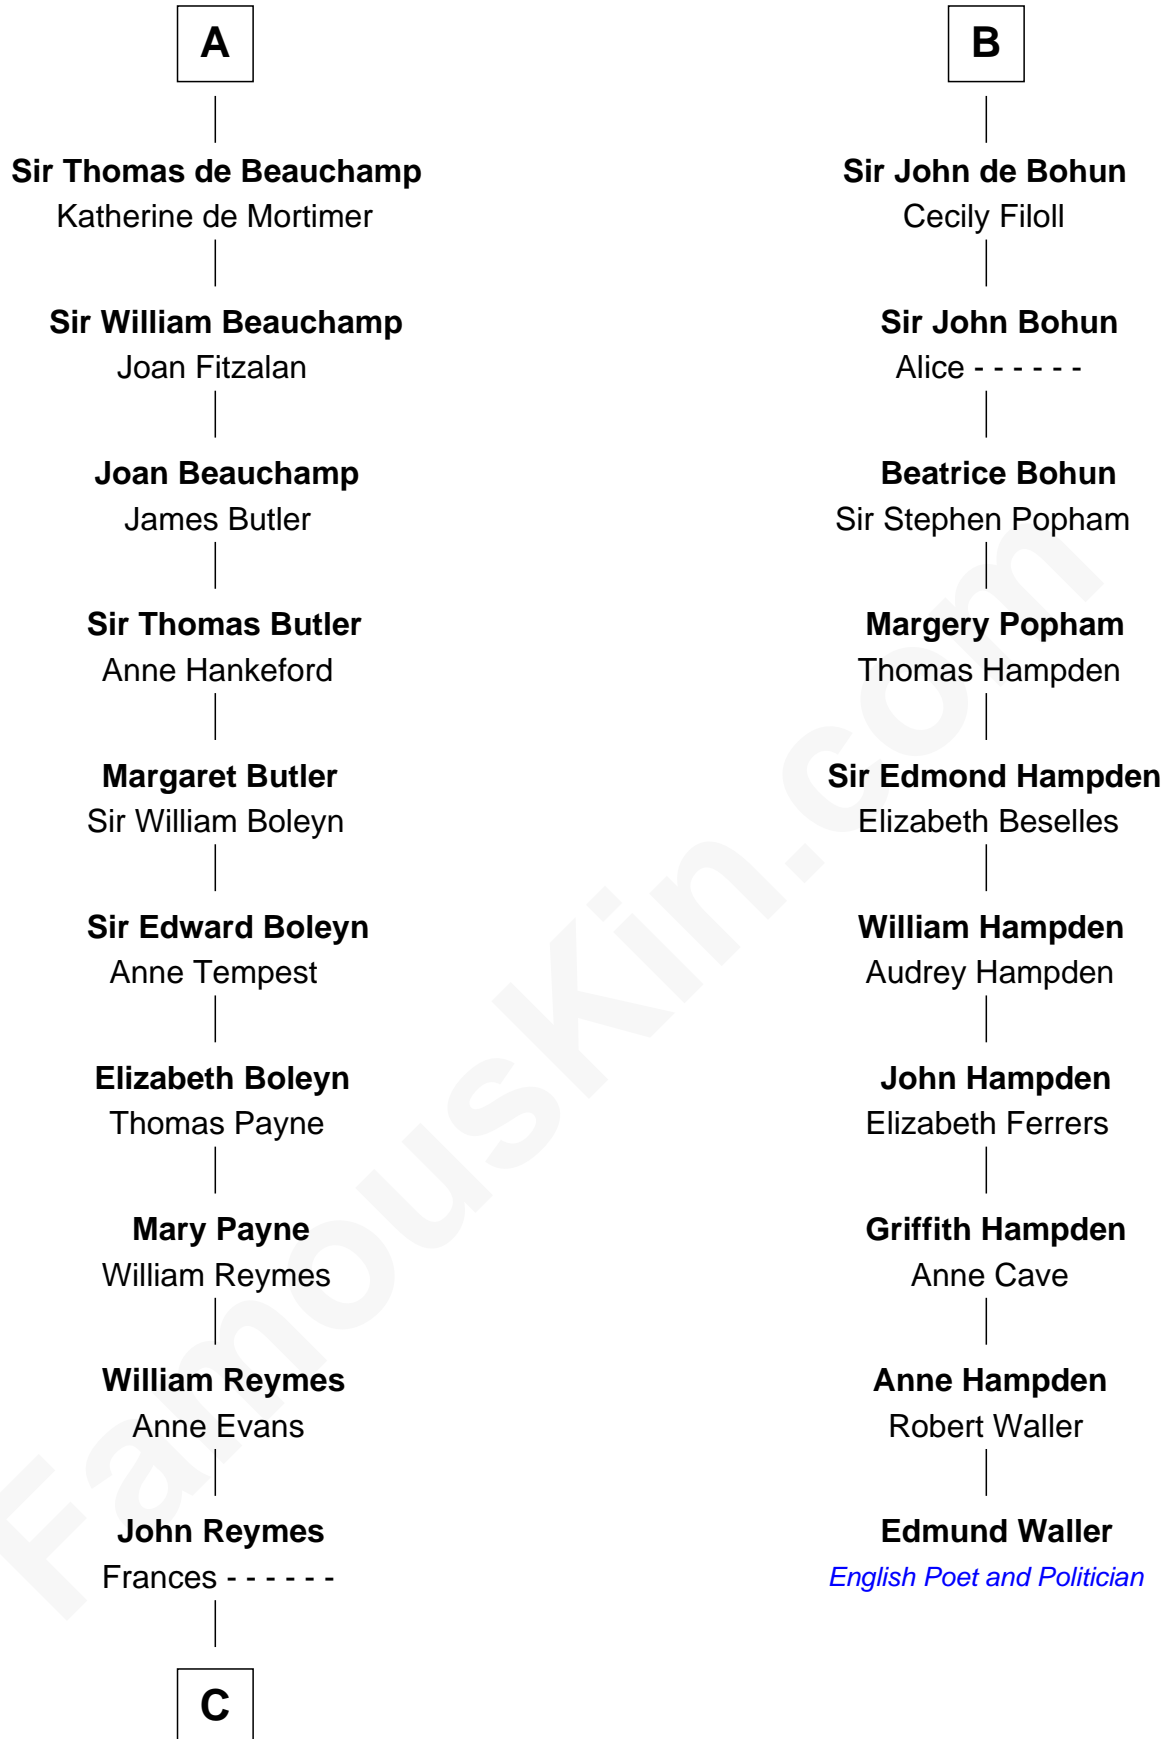 A
Sir Thomas de Beauchamp
Katherine de Mortimer
Sir William Beauchamp
Joan Fitzalan
Joan Beauchamp
James Butler
Sir Thomas Butler
Anne Hankeford
Margaret Butler
Sir William Boleyn
Sir Edward Boleyn
Anne Tempest
Elizabeth Boleyn
Thomas Payne
Mary Payne
William Reymes
William Reymes
Anne Evans
John Reymes
Frances - - - - - -
C
B
Sir John de Bohun
Cecily Filoll
Sir John Bohun
Alice - - - - - -
Beatrice Bohun
Sir Stephen Popham
Margery Popham
Thomas Hampden
Sir Edmond Hampden
Elizabeth Beselles
William Hampden
Audrey Hampden
John Hampden
Elizabeth Ferrers
Griffith Hampden
Anne Cave
Anne Hampden
Robert Waller
Edmund Waller
English Poet and Politician
FamousKin.com